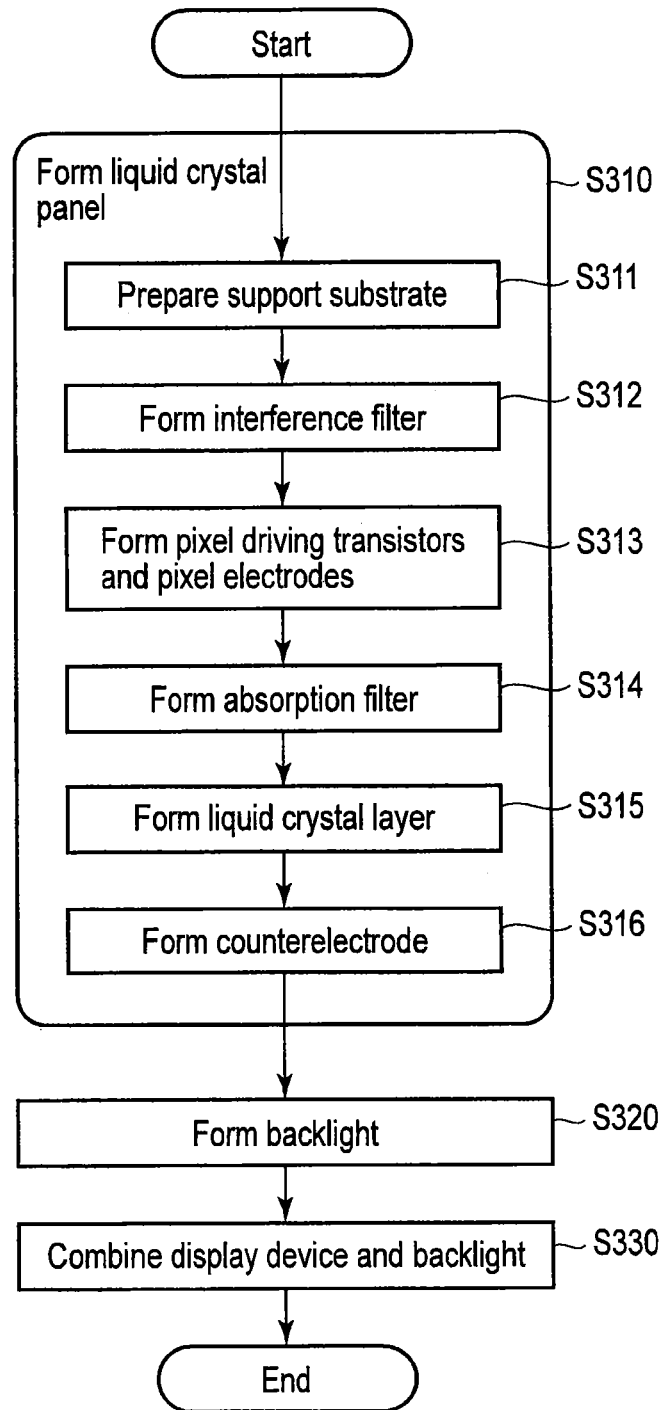 Start
Form liquid crystal
panel
S310
Prepare support substrate
S311
Form interference filter
S312
Form pixel driving transistors
and pixel electrodes
S313
Form absorption filter
S314
Form liquid crystal layer
S315
Form counterelectrode
S316
Form backlight
S320
Combine display device and backlight
S330
End